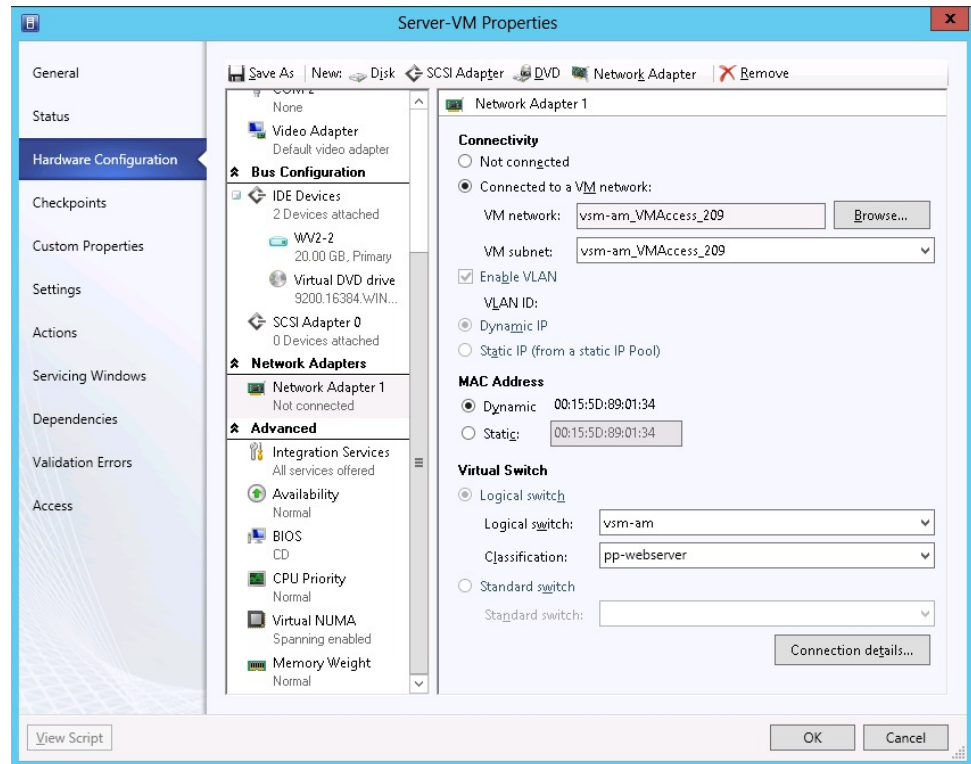 Server-VM Properties
x
General
Status
Hardware Configuration
Checkpoints
Custom Properties
Settings
Actions
Servicing Windows
Dependencies
Validation Errors
Access
Save As New: Disk SCSI Adapter DVD Network Adapter Remove
COM 2
None
Video Adapter
Default video adapter
Bus Configuration
IDE Devices
2 Devices attached
WV2-2
20.00 GB, Primary
Virtual DVD drive
9200.16384.WIN...
SCSI Adapter 0
0 Devices attached
Network Adapters
Network Adapter 1
Not connected
Advanced
Integration Services
All services offered
Availability
Normal
BIOS
CD
CPU Priority
Normal
Virtual NUMA
Spanning enabled
Memory Weight
Normal
Network Adapter 1
Connectivity
Not connected
Connected to a VM network:
VM network: vsm-am_VMAccess_209 Browse...
VM subnet: vsm-am_VMAccess_209
Enable VLAN
VLAN ID:
Dynamic IP
Static IP (from a static IP Pool)
MAC Address
Dynamic 00:15:5D:89:01:34
Static: 00:15:5D:89:01:34
Virtual Switch
Logical switch
Logical switch: vsm-am
Classification: pp-webserver
Standard switch
Standard switch:
Connection details...
View Script
OK Cancel